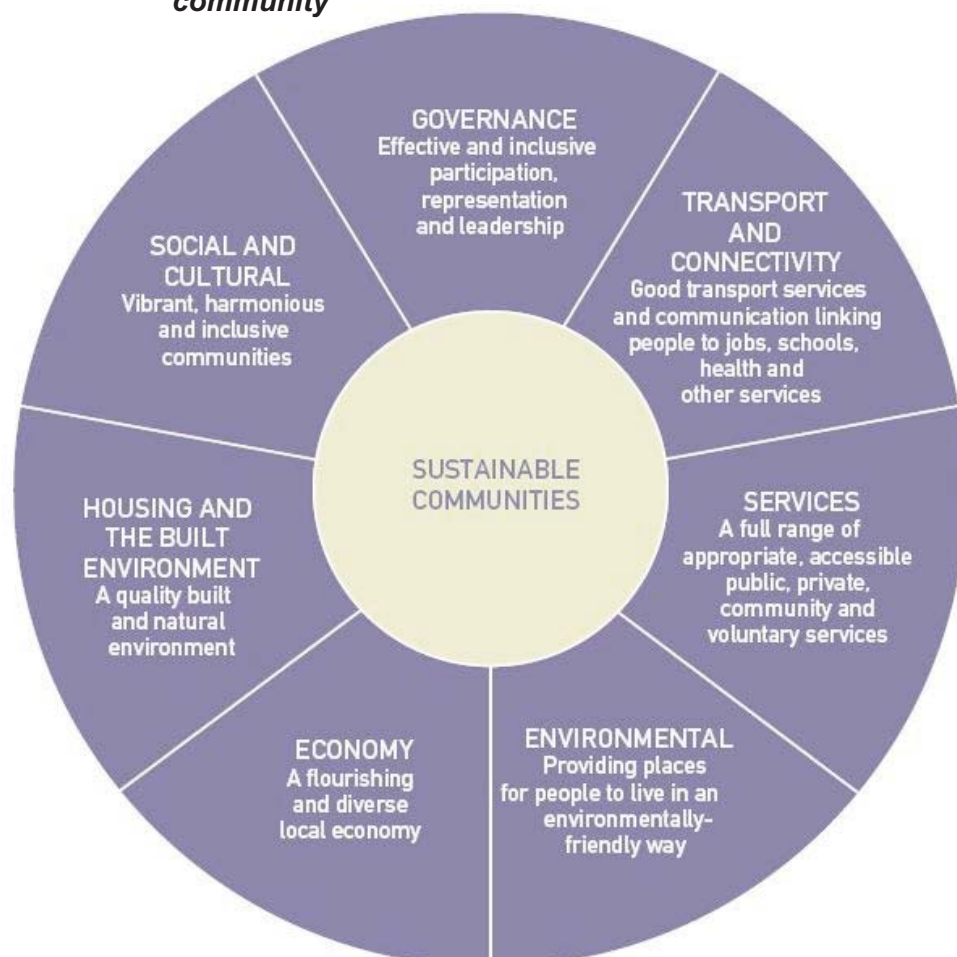 community
GOVERNANCE
Effective and inclusive
participation,
representation
and leadership
TRANSPORT
AND
CONNECTIVITY
Good transport services
and communication linking
people to jobs, schools,
health and
other services
SERVICES
A full range of
appropriate, accessible
public, private,
community and
voluntary services
ENVIRONMENTAL
Providing places
for people to live in an
environmentally-
friendly way
ECONOMY
A flourishing
and diverse
local economy
HOUSING AND
THE BUILT
ENVIRONMENT
A quality built
and natural
environment
SOCIAL AND
CULTURAL
Vibrant, harmonious
and inclusive
communities
SUSTAINABLE
COMMUNITIES